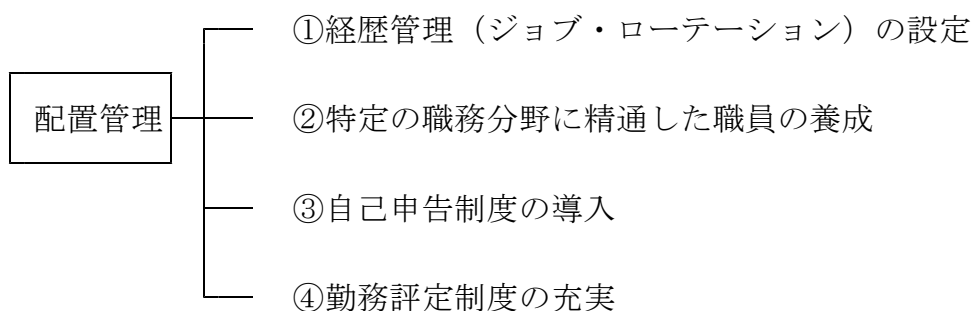 ①経歴管理（ジョブ・ローテーション）の設定
配置管理
②特定の職務分野に精通した職員の養成
③自己申告制度の導入
④勤務評定制度の充実